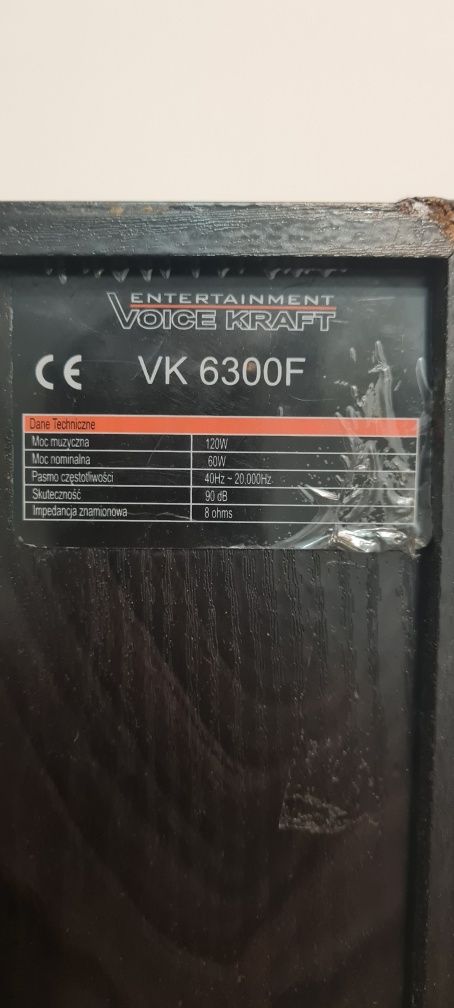 ENTERTAINMENT
VOICE KRAFT
CE VK 6300F
Dane Techniczne
Moc muzyczna 120W
Moc nominalna 60W
Pasmo częstotliwości 40Hz ~ 20.000Hz
Skuteczność 90 dB
Impedancja znamionowa 8 ohms